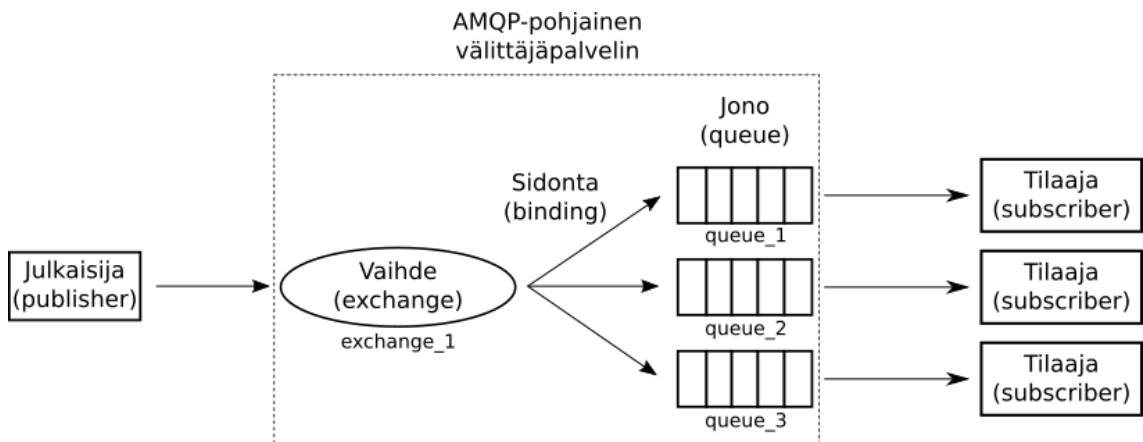 AMQP-pohjainen
välittäjäpalvelin
Jono
(queue)
Sidonta
(binding)
queue_1
Tilaaja
(subscriber)
Julkaisija
(publisher)
Vaihde
(exchange)
exchange_1
queue_2
Tilaaja
(subscriber)
queue_3
Tilaaja
(subscriber)